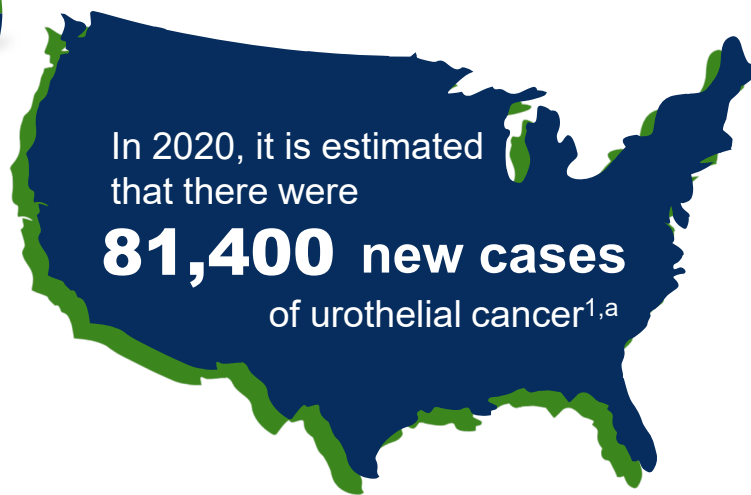 In 2020, it is estimated
that there were
81,400 new cases
of urothelial cancer¹,ᵃ